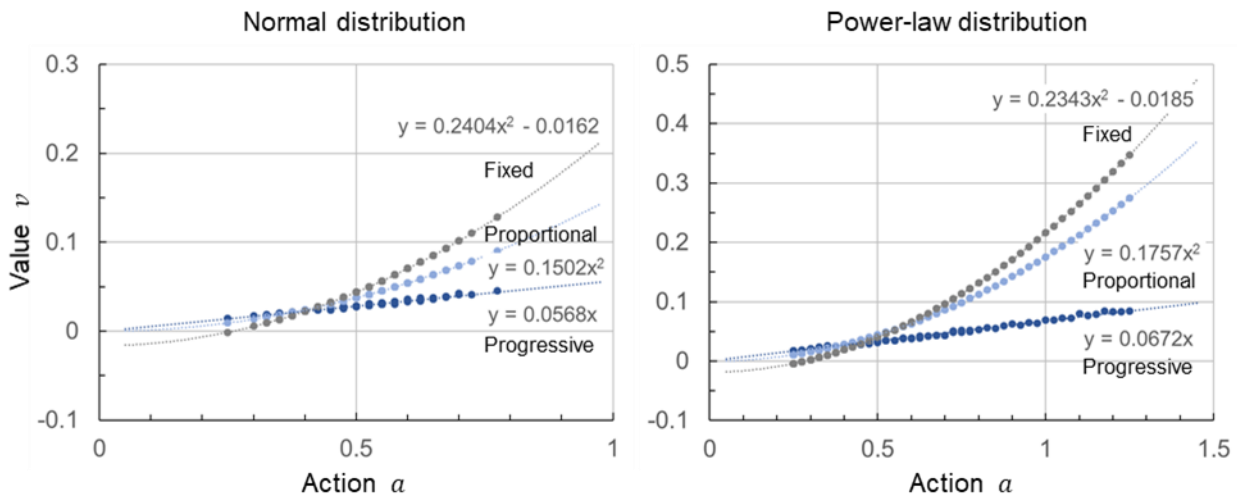 Normal distribution
0.3
0.2
0.1
0
-0.1
Value v
y = 0.2404x² - 0.0162
Fixed
Proportional
y = 0.1502x²
y = 0.0568x
Progressive
0
0.5
1
Action a
Power-law distribution
0.5
0.4
0.3
0.2
0.1
0
-0.1
y = 0.2343x² - 0.0185
Fixed
y = 0.1757x²
Proportional
y = 0.0672x
Progressive
0
0.5
1
1.5
Action a